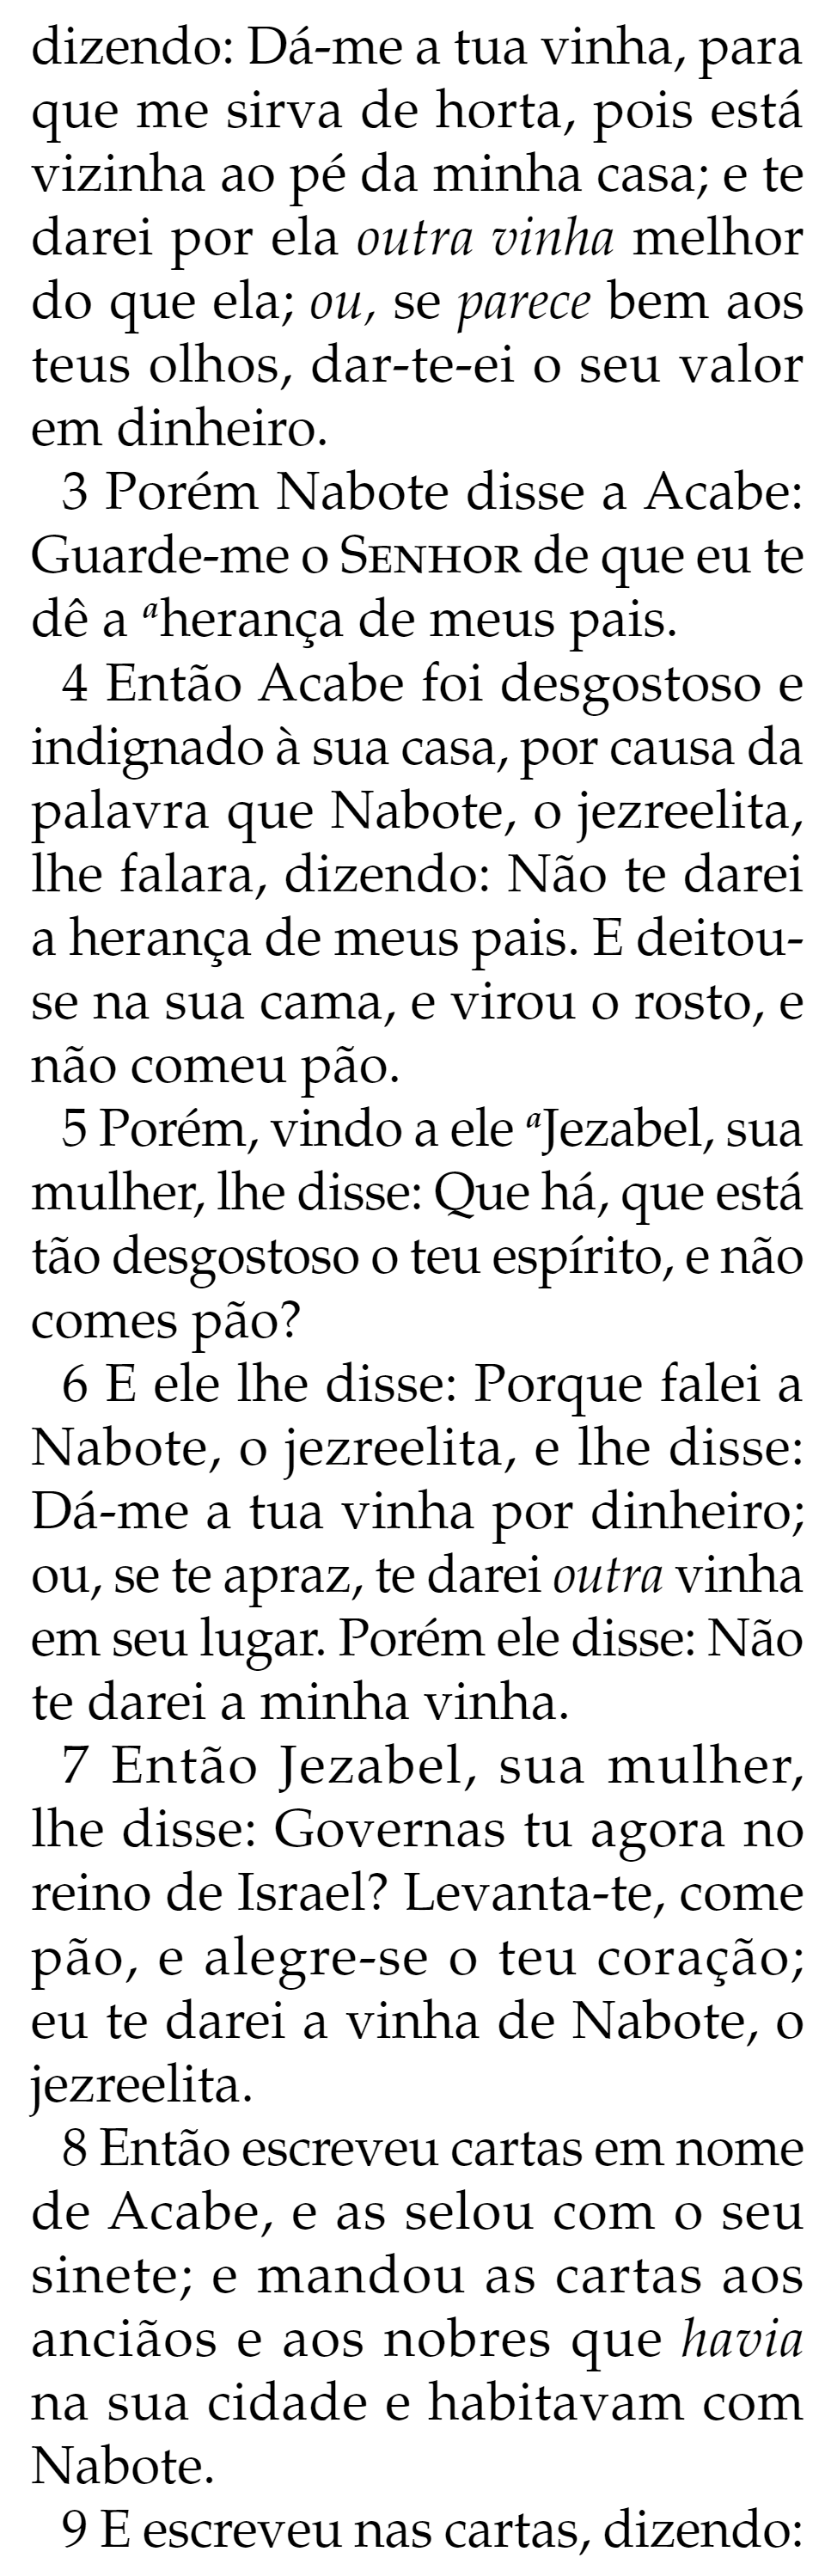 dizendo: Dá-me a tua vinha, para
que me sirva de horta, pois está
vizinha ao pé da minha casa; e te
darei por ela outra vinha melhor
do que ela; ou, se parece bem aos
teus olhos, dar-te-ei o seu valor
em dinheiro.
3 Porém Nabote disse a Acabe:
Guarde-me o SENHOR de que eu te
dê a ᵃherança de meus pais.
4 Então Acabe foi desgostoso e
indignado à sua casa, por causa da
palavra que Nabote, o jezreelita,
lhe falara, dizendo: Não te darei
a herança de meus pais. E deitou-
se na sua cama, e virou o rosto, e
não comeu pão.
5 Porém, vindo a ele ᵃJezabel, sua
mulher, lhe disse: Que há, que está
tão desgostoso o teu espírito, e não
comes pão?
6 E ele lhe disse: Porque falei a
Nabote, o jezreelita, e lhe disse:
Dá-me a tua vinha por dinheiro;
ou, se te apraz, te darei outra vinha
em seu lugar. Porém ele disse: Não
te darei a minha vinha.
7 Então Jezabel, sua mulher,
lhe disse: Governas tu agora no
reino de Israel? Levanta-te, come
pão, e alegre-se o teu coração;
eu te darei a vinha de Nabote, o
jezreelita.
8 Então escreveu cartas em nome
de Acabe, e as selou com o seu
sinete; e mandou as cartas aos
anciãos e aos nobres que havia
na sua cidade e habitavam com
Nabote.
9 E escreveu nas cartas, dizendo: